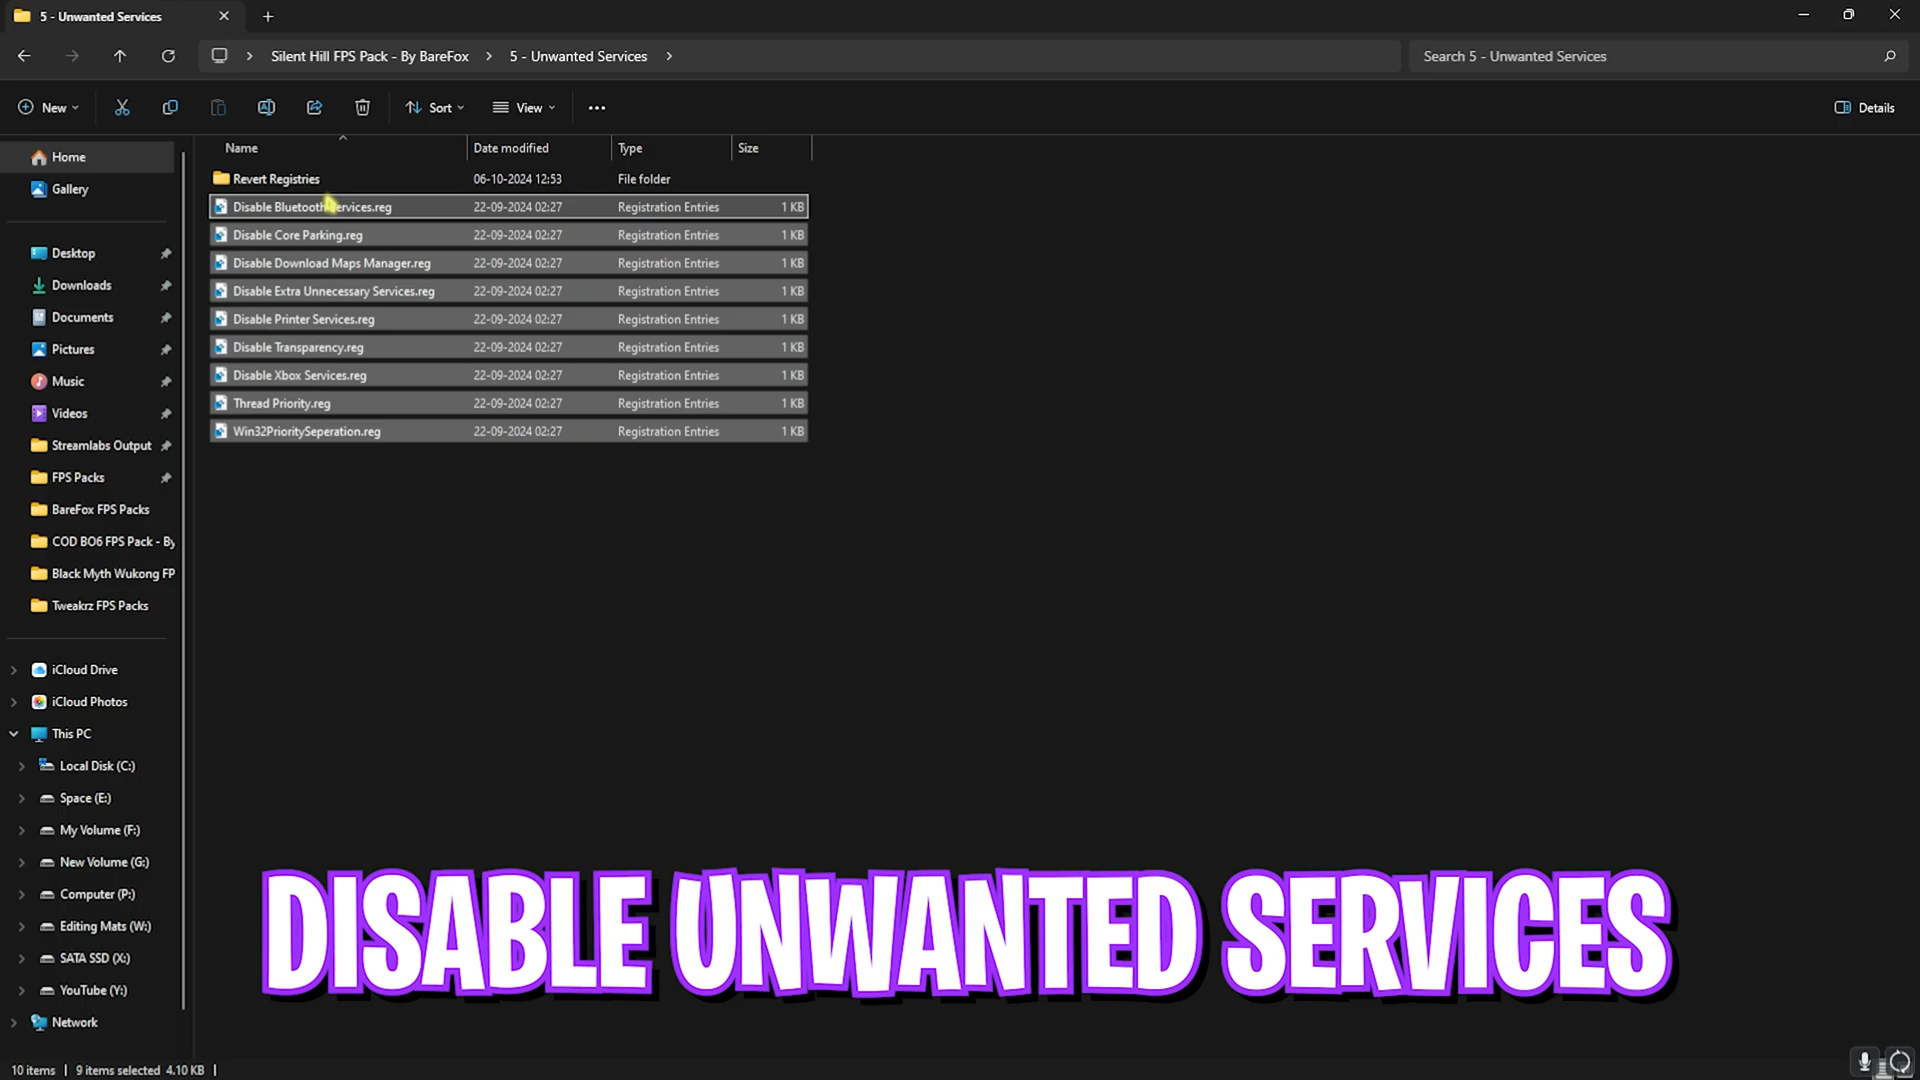 5 - Unwanted Services
Silent Hill FPS Pack - By BareFox
5 - Unwanted Services
Search 5 - Unwanted Services
New
Sort
View
Details
Name
Date modified
Type
Size
Revert Registries 06-10-2024 12:53 File folder
Disable Bluetooth Services.reg 22-09-2024 02:27 Registration Entries 1 KB
Disable Core Parking.reg 22-09-2024 02:27 Registration Entries 1 KB
Disable Download Maps Manager.reg 22-09-2024 02:27 Registration Entries 1 KB
Disable Extra Unnecessary Services.reg 22-09-2024 02:27 Registration Entries 1 KB
Disable Printer Services.reg 22-09-2024 02:27 Registration Entries 1 KB
Disable Transparency.reg 22-09-2024 02:27 Registration Entries 1 KB
Disable Xbox Services.reg 22-09-2024 02:27 Registration Entries 1 KB
Thread Priority.reg 22-09-2024 02:27 Registration Entries 1 KB
Win32PrioritySeperation.reg 22-09-2024 02:27 Registration Entries 1 KB
Home
Gallery
Desktop
Downloads
Documents
Pictures
Music
Videos
Streamlabs Output
FPS Packs
BareFox FPS Packs
COD BO6 FPS Pack - By
Black Myth Wukong FP
Tweakrz FPS Packs
iCloud Drive
iCloud Photos
This PC
Local Disk (C:)
Space (E:)
My Volume (F:)
New Volume (G:)
Computer (P:)
Editing Mats (W:)
SATA SSD (X:)
YouTube (Y:)
Network
DISABLE UNWANTED SERVICES
10 items
9 items selected 4.10 KB